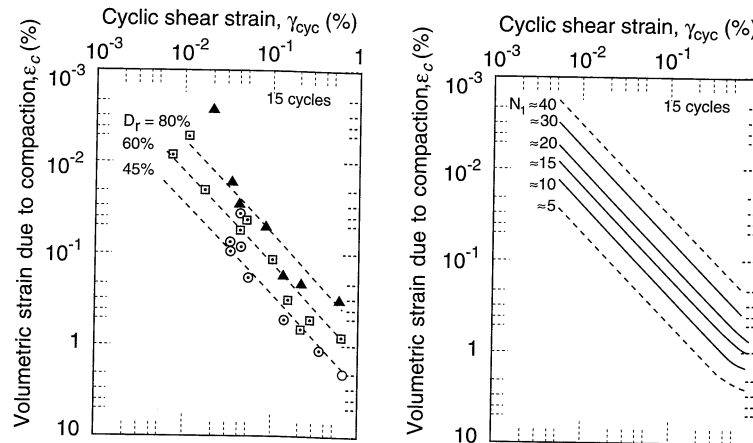 Cyclic shear strain, γcyc (%)
10-3 10-2 10-1 1
10-3
10-2
10-1
1
10
Volumetric strain due to compaction,εc(%)
15 cycles
Dr = 80%
60%
45%
Cyclic shear strain, γcyc (%)
10-3 10-2 10-1
10-3
10-2
10-1
1
10
Volumetric strain due to compaction,εc(%)
15 cycles
N1 ≈40
≈30
≈20
≈15
≈10
≈5